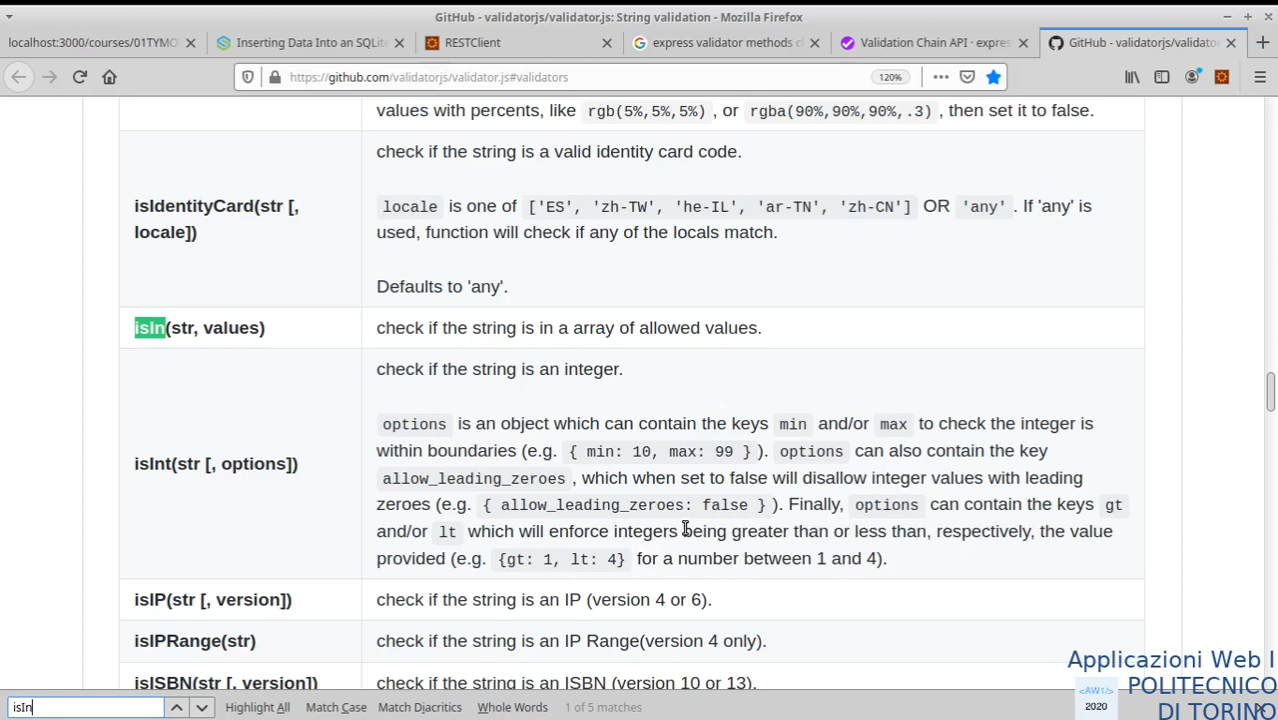 GitHub - validatorjs/validator.js: String validation - Mozilla Firefox
localhost:3000/courses/01TYMO
Inserting Data Into an SQLite
RESTClient
express validator methods c
Validation Chain API - expres
GitHub - validatorjs/validato
https://github.com/validatorjs/validator.js#validators
120%
values with percents, like rgb(5%,5%,5%) , or rgba(90%,90%,90%,.3) , then set it to false.
check if the string is a valid identity card code.
isIdentityCard(str [,
locale])
locale is one of ['ES', 'zh-TW', 'he-IL', 'ar-TN', 'zh-CN'] OR 'any' . If 'any' is
used, function will check if any of the locals match.
Defaults to 'any'.
isIn(str, values)
check if the string is in a array of allowed values.
check if the string is an integer.
isInt(str [, options])
options is an object which can contain the keys min and/or max to check the integer is
within boundaries (e.g. { min: 10, max: 99 } ). options can also contain the key
allow_leading_zeroes , which when set to false will disallow integer values with leading
zeroes (e.g. { allow_leading_zeroes: false } ). Finally, options can contain the keys gt
and/or lt which will enforce integers being greater than or less than, respectively, the value
provided (e.g. {gt: 1, lt: 4} for a number between 1 and 4).
isIP(str [, version])
check if the string is an IP (version 4 or 6).
isIPRange(str)
check if the string is an IP Range(version 4 only).
isISBN(str [, version])
check if the string is an ISBN (version 10 or 13).
isIn
Highlight All
Match Case
Match Diacritics
Whole Words
1 of 5 matches
Applicazioni Web I
POLITECNICO
DI TORINO
<AW1/>
2020